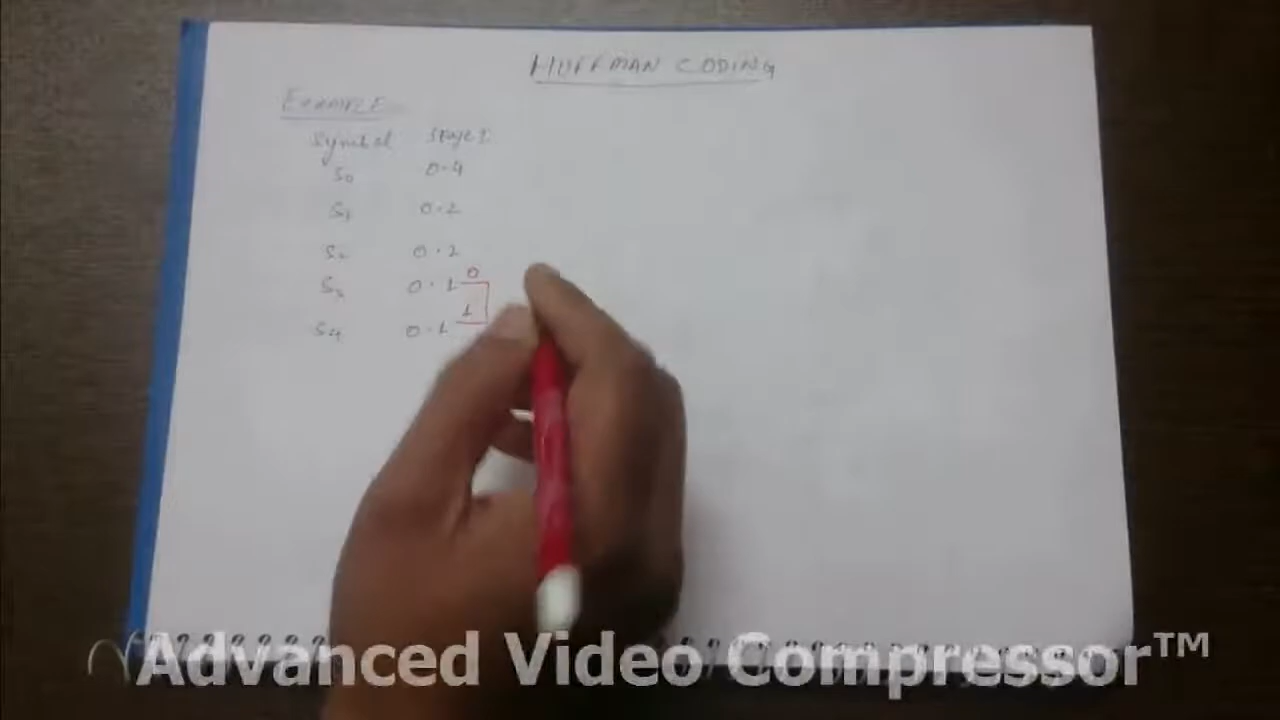 HUFFMAN CODING
EXAMPLE
Symbol Stage 1
S0 0.4
S1 0.2
S2 0.2
S3 0.1 0
S4 0.1 1
Advanced Video Compressor™